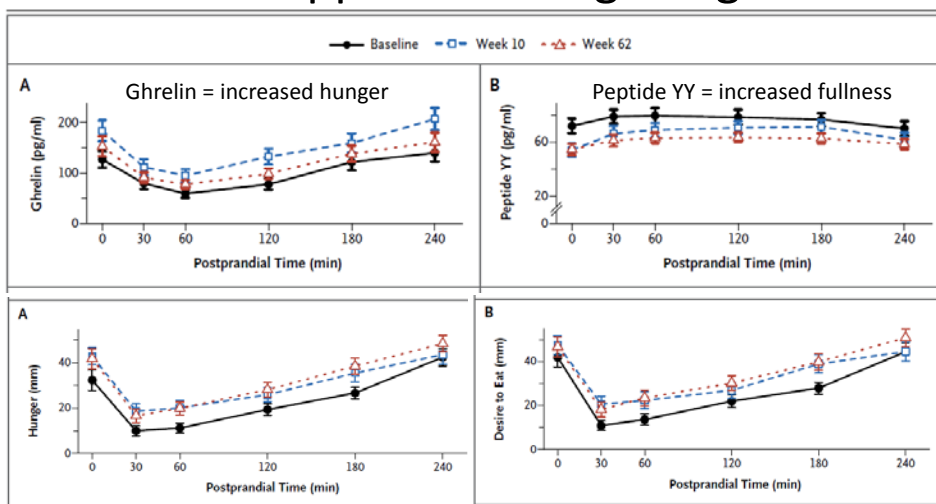 Baseline Week 10 Week 62
A
Ghrelin = increased hunger
Ghrelin (pg/ml)
200
100
0
0 30 60 120 180 240
Postprandial Time (min)
B
Peptide YY = increased fullness
Peptide YY (pg/ml)
60
20
0
0 30 60 120 180 240
Postprandial Time (min)
A
Hunger (mm)
40
20
0
0 30 60 120 180 240
Postprandial Time (min)
B
Desire to Eat (mm)
40
20
0
0 30 60 120 180 240
Postprandial Time (min)